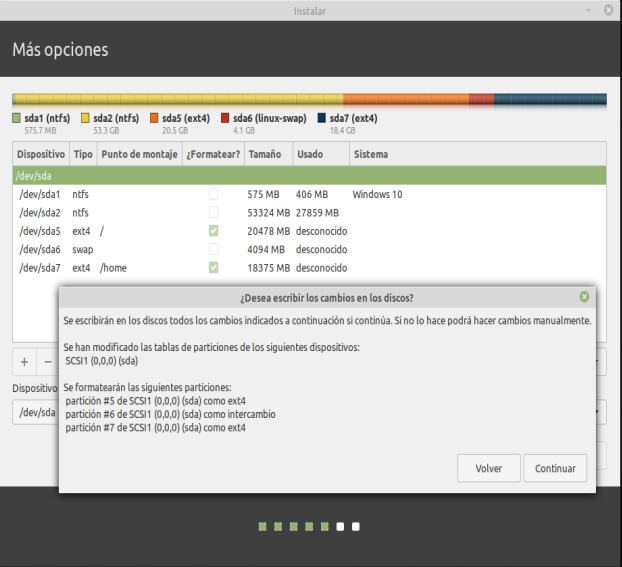 Instalar
Más opciones
sda1 (ntfs) sda2 (ntfs) sda5 (ext4) sda6 (linux-swap) sda7 (ext4)
575.7 MB 53.3 GB 20.5 GB 4.1 GB 18.4 GB
Dispositivo Tipo Punto de montaje ¿Formatear? Tamaño Usado Sistema
/dev/sda
/dev/sda1 ntfs 575 MB 406 MB Windows 10
/dev/sda2 ntfs 53324 MB 27859 MB
/dev/sda5 ext4 / 20478 MB desconocido
/dev/sda6 swap 4094 MB desconocido
/dev/sda7 ext4 /home 18375 MB desconocido
¿Desea escribir los cambios en los discos?
Se escribirán en los discos todos los cambios indicados a continuación si continúa. Si no lo hace podrá hacer cambios manualmente.
Se han modificado las tablas de particiones de los siguientes dispositivos:
SCSI1 (0,0,0) (sda)
Se formatearán las siguientes particiones:
partición #5 de SCSI1 (0,0,0) (sda) como ext4
partición #6 de SCSI1 (0,0,0) (sda) como intercambio
partición #7 de SCSI1 (0,0,0) (sda) como ext4
+ −
Dispositivo
/dev/sda
Volver Continuar